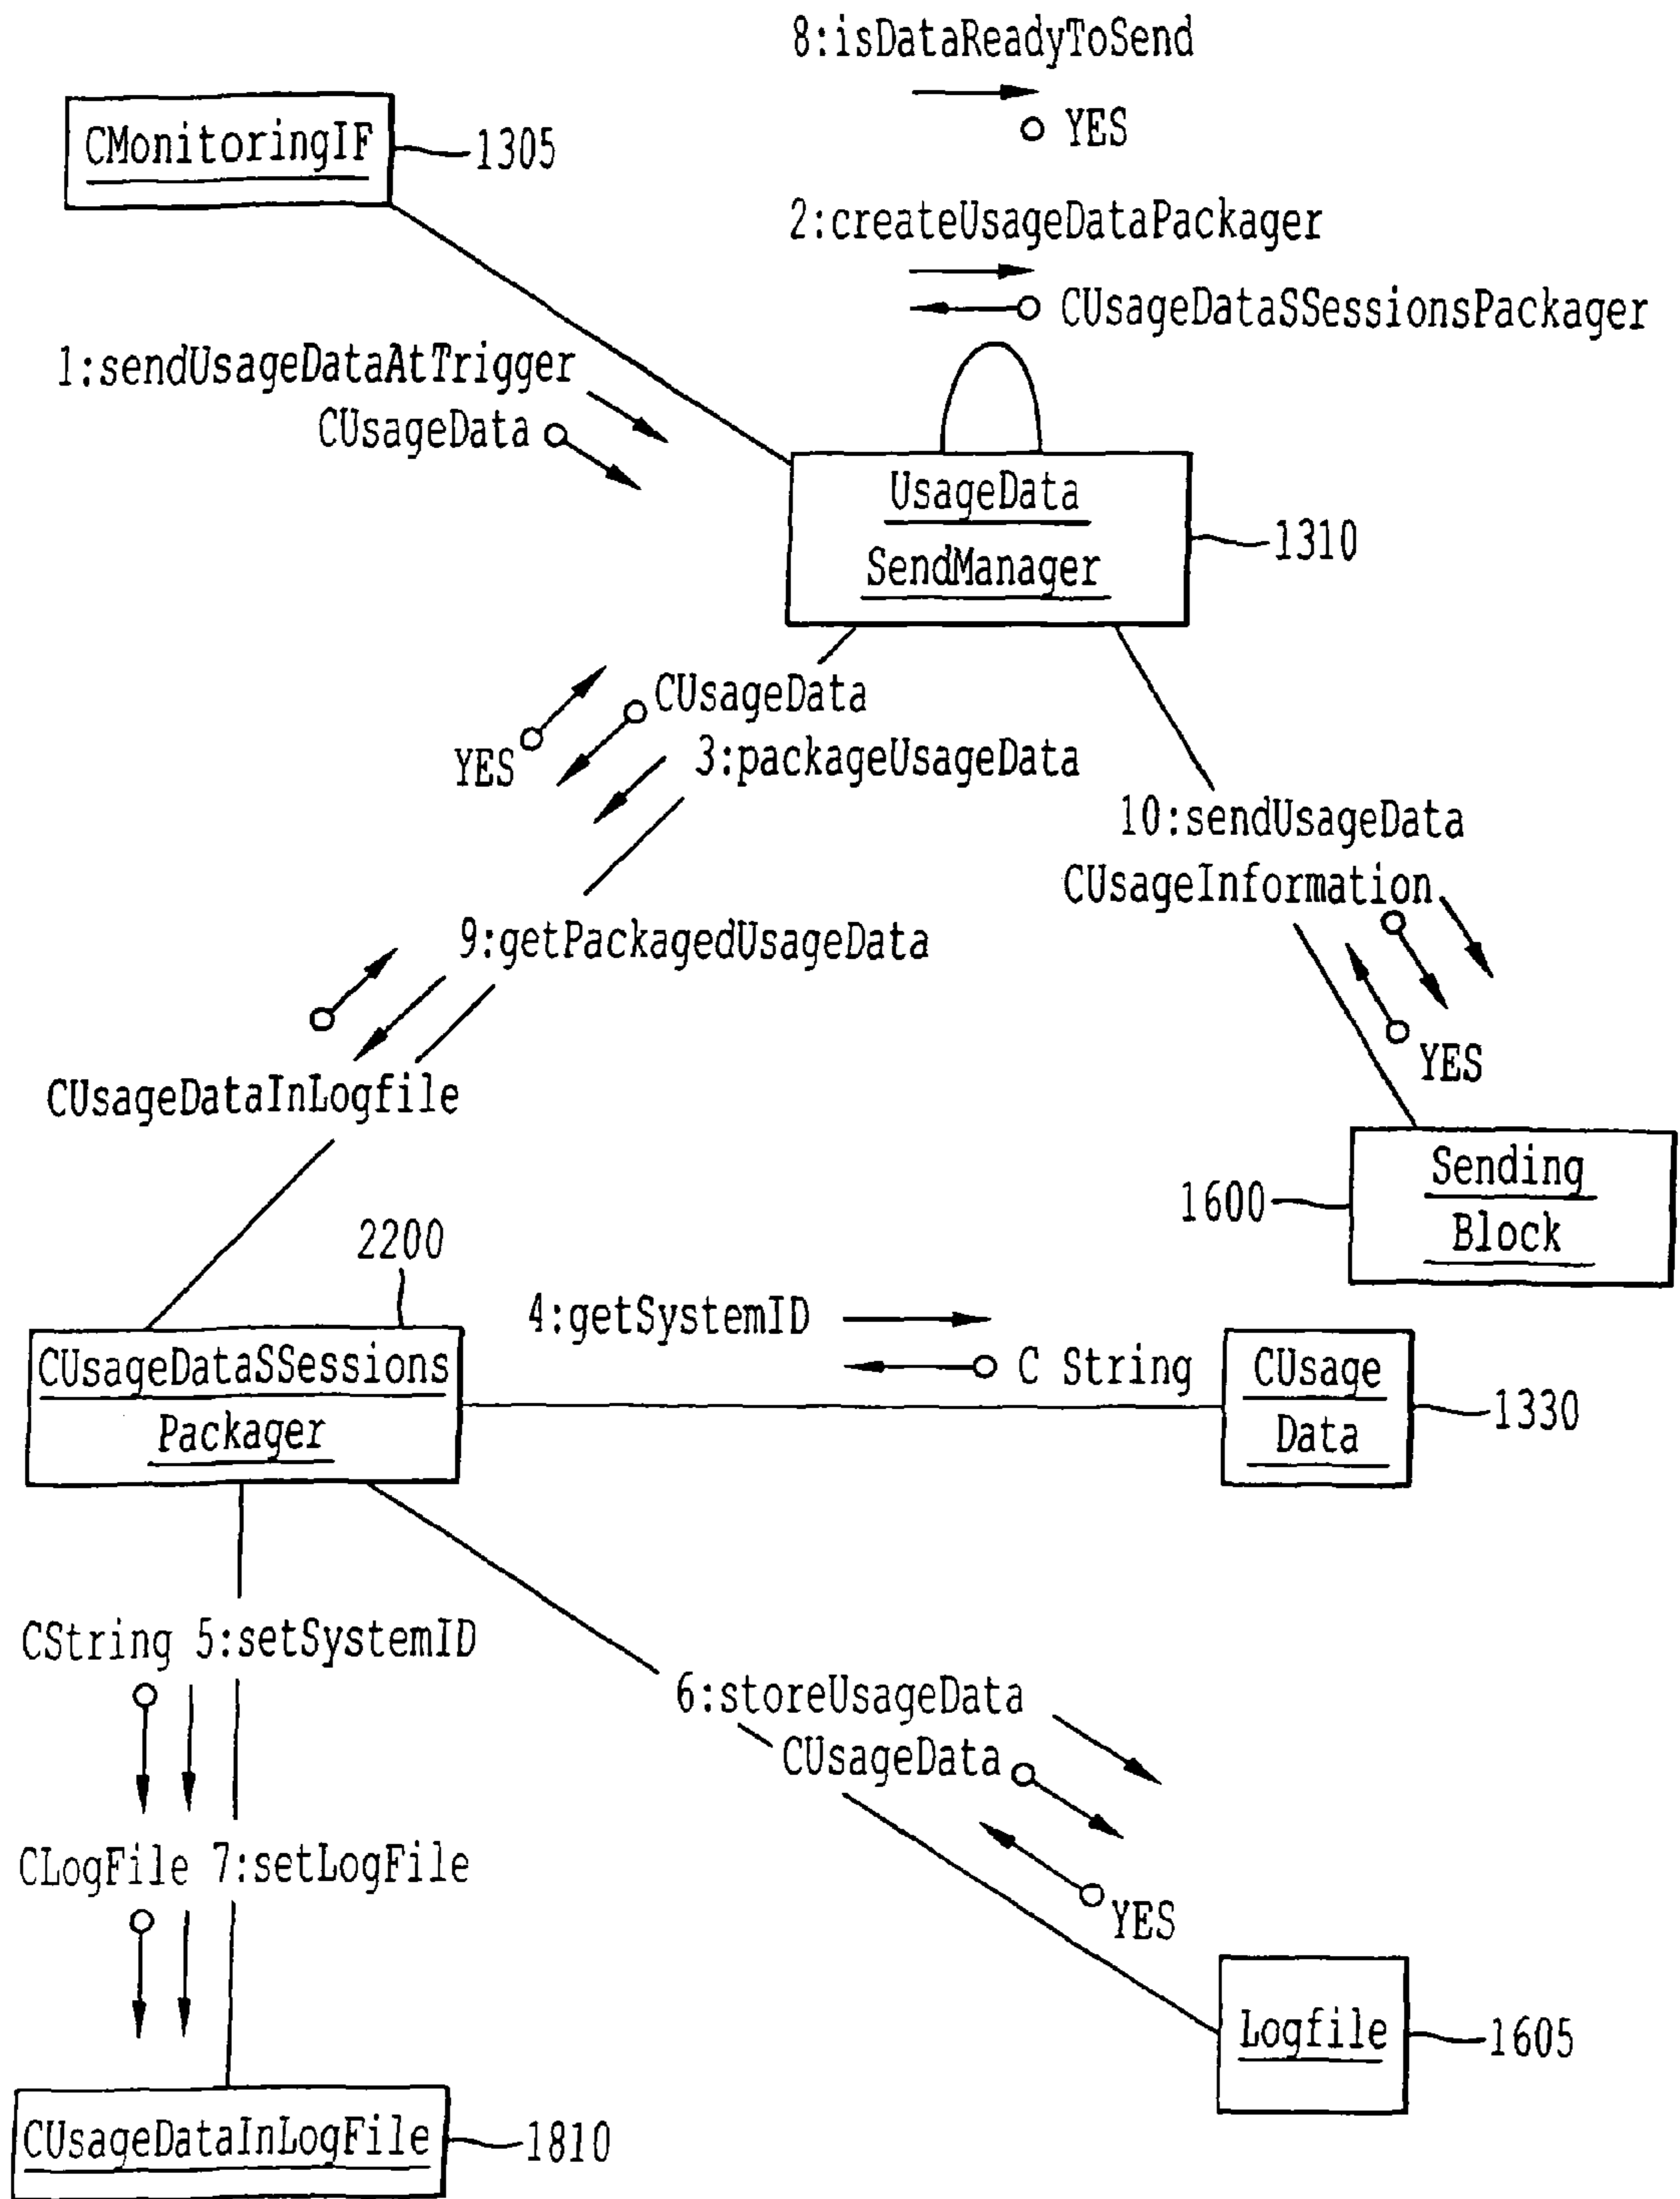 8:isDataReadyToSend
YES
CMonitoringIF
1305
2:createUsageDataPackager
CUsageDataSSessionsPackager
1:sendUsageDataAtTrigger
CUsageData
UsageData
SendManager
1310
CUsageData
YES
3:packageUsageData
10:sendUsageData
CUsageInformation
9:getPackagedUsageData
YES
CUsageDataInLogfile
Sending
Block
1600
2200
4:getSystemID
C String
CUsageDataSSessions
Packager
CUsage
Data
1330
CString 5:setSystemID
6:storeUsageData
CUsageData
CLogFile 7:setLogFile
YES
Logfile
1605
CUsageDataInLogFile
1810